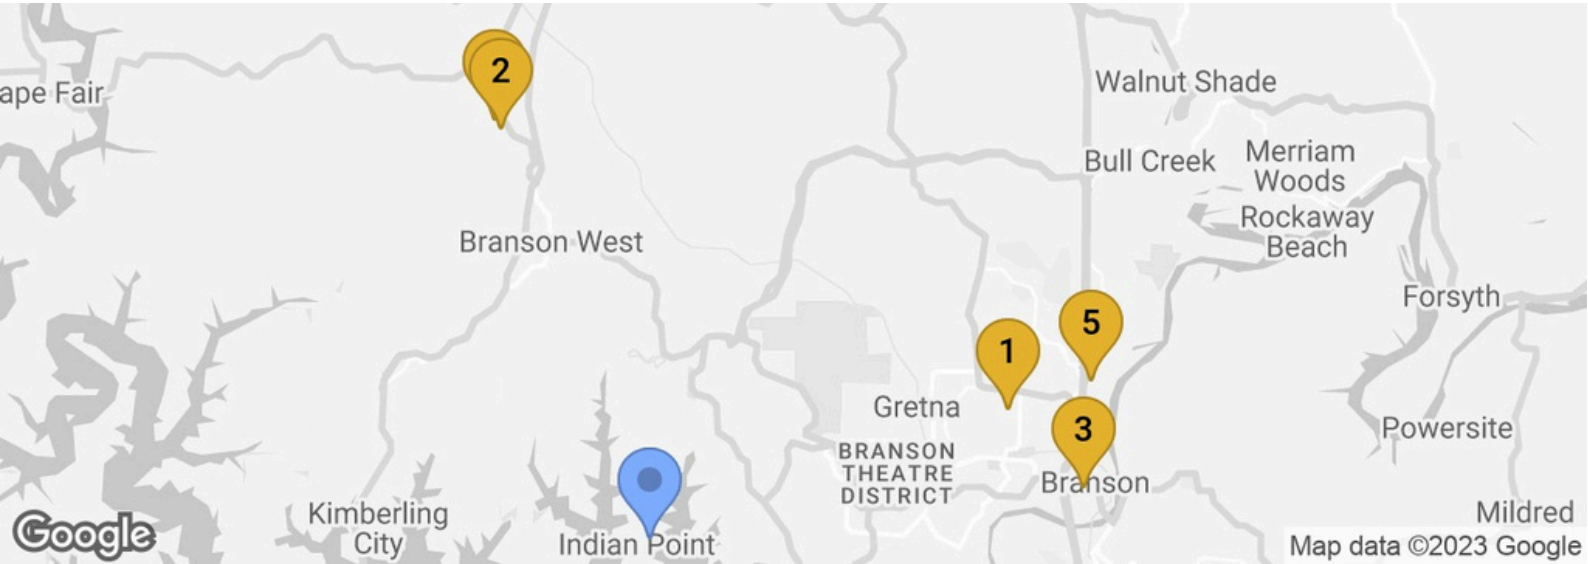 2
Walnut Shade
ape Fair
Bull Creek
Merriam
Woods
Rockaway
Beach
Branson West
Forsyth
5
1
Gretna
3
Powersite
BRANSON
THEATRE
DISTRICT
Branson
Kimberling
City
Indian Point
Mildred
Google
Map data ©2023 Google